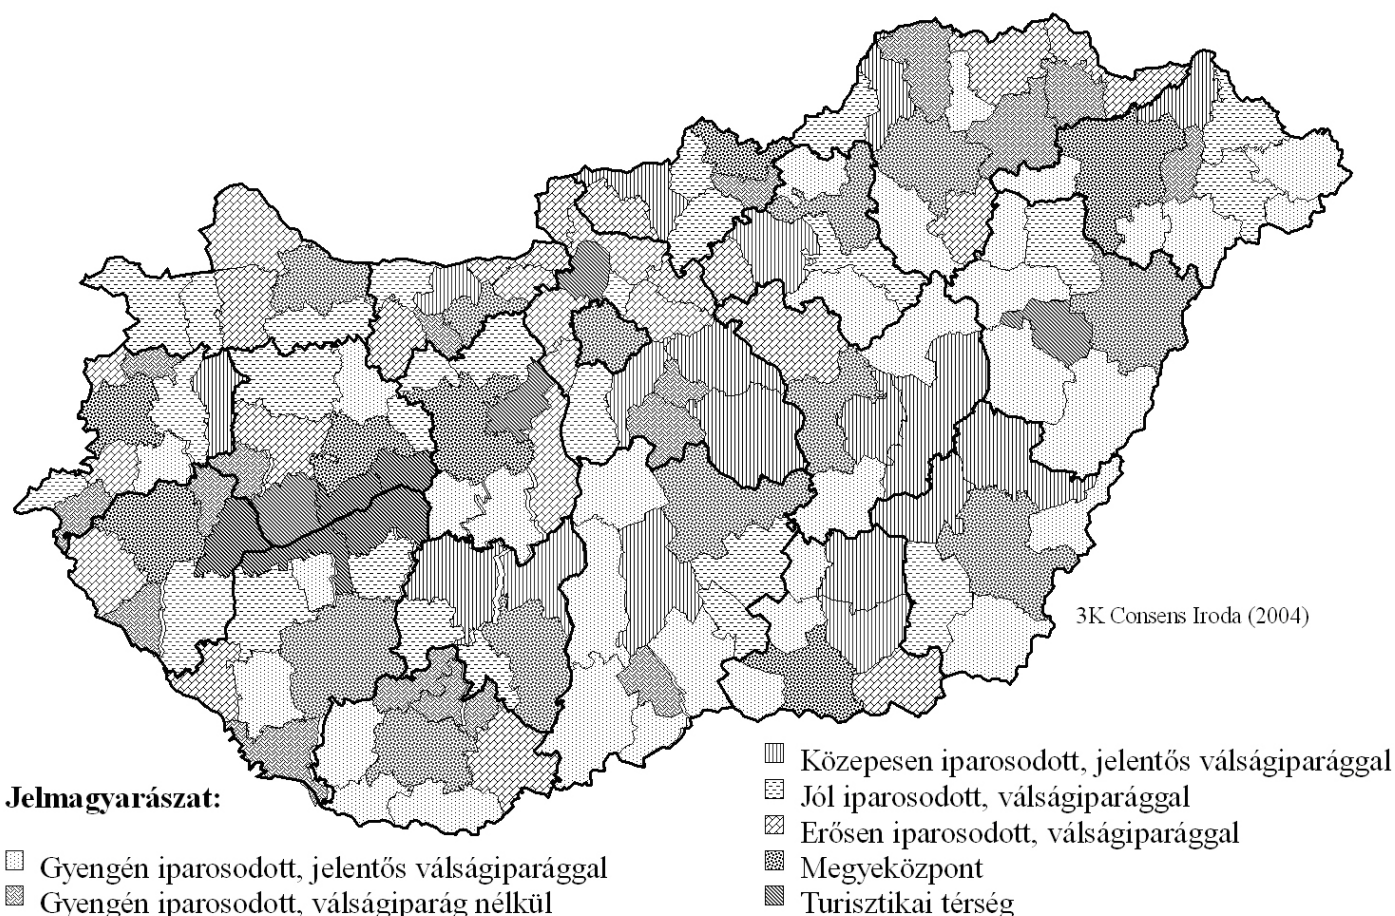 3K Consens Iroda (2004)
Jelmagyarászat:
Gyengén iparosodott, jelentős válságiparággal
Gyengén iparosodott, válságiparág nélkül
Közepesen iparosodott, jelentős válságiparággal
Jól iparosodott, válságiparággal
Erősen iparosodott, válságiparággal
Megyeközpont
Turisztikai térség